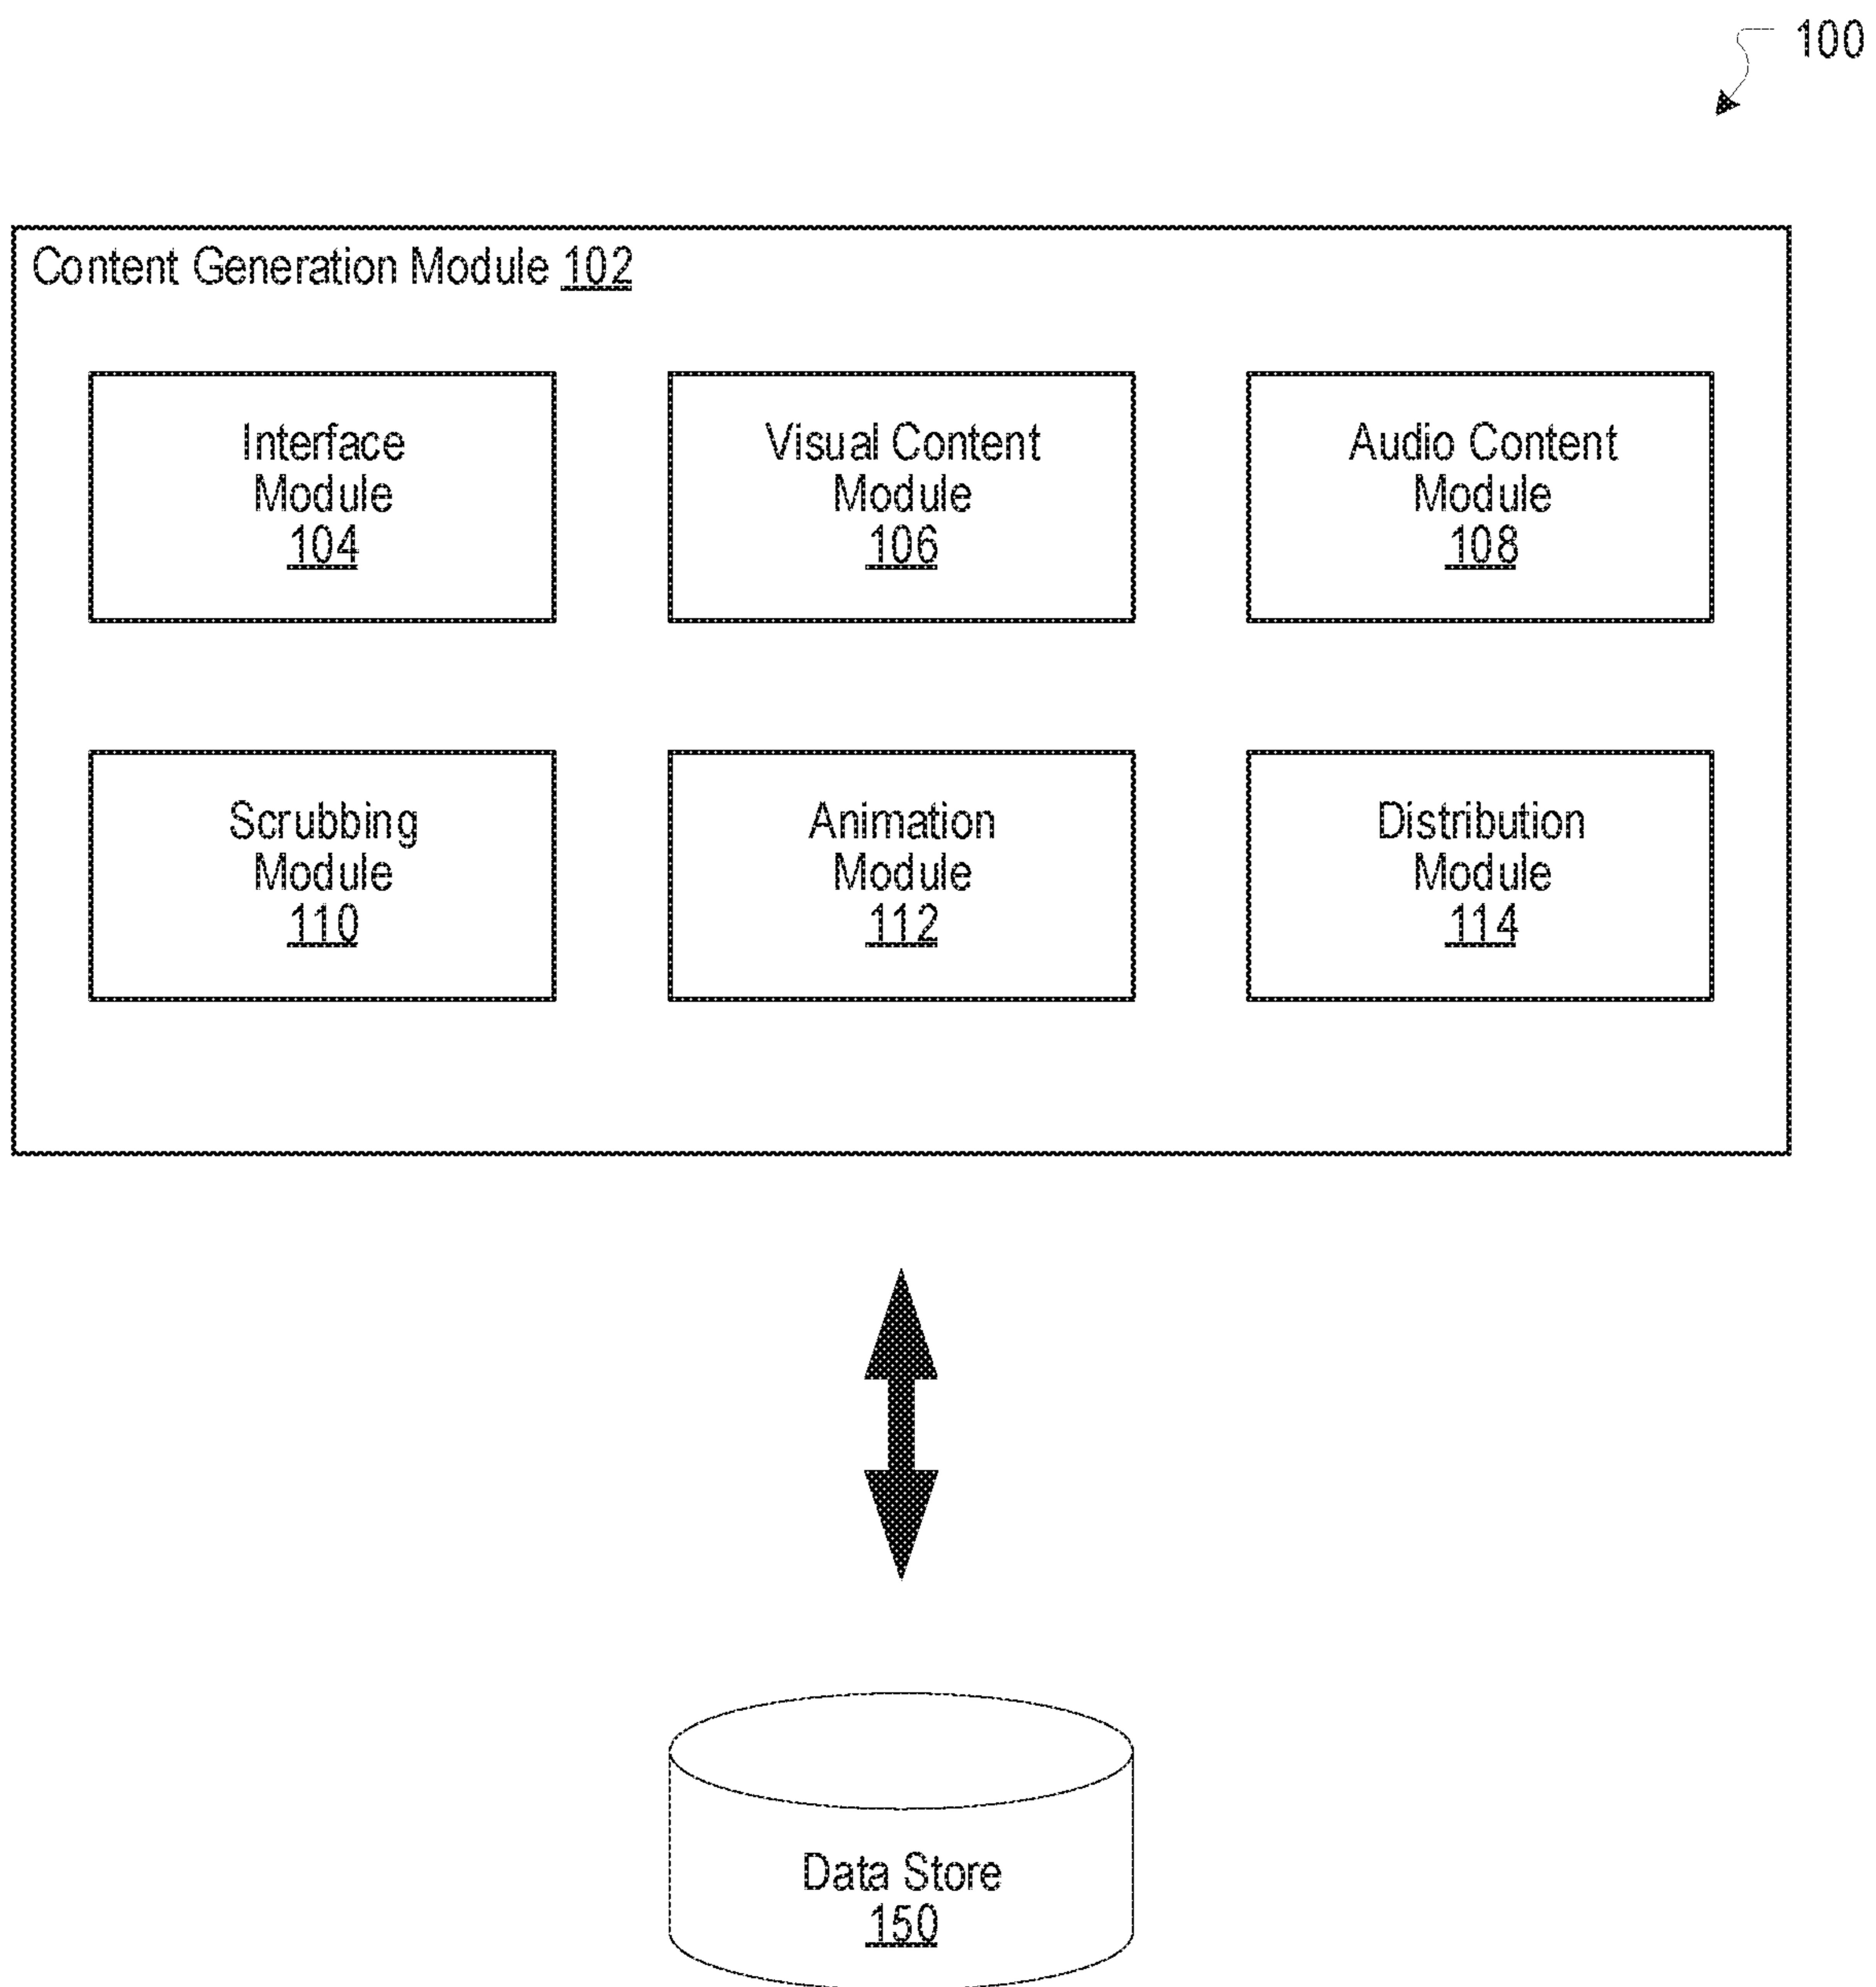 100
Content Generation Module 102
Interface
Module
104
Visual Content
Module
106
Audio Content
Module
108
Scrubbing
Module
110
Animation
Module
112
Distribution
Module
114
Data Store
150